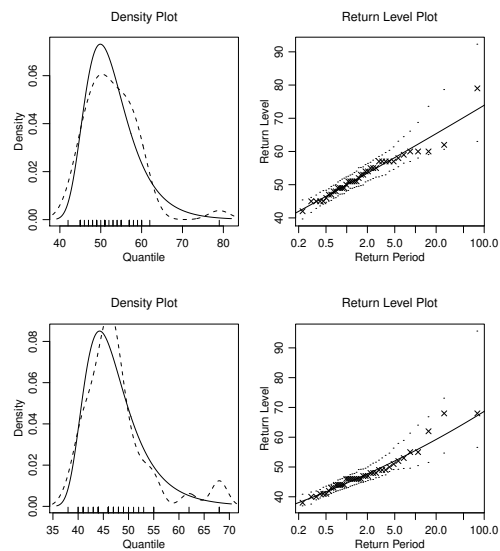 Density Plot
Return Level Plot
Density
0.00 0.02 0.04 0.06
40 50 60 70 80
Quantile
Return Level
40 50 60 70 80 90
0.2 0.5 2.0 5.0 20.0 100.0
Return Period
Density Plot
Return Level Plot
Density
0.00 0.02 0.04 0.06 0.08
35 40 45 50 55 60 65 70
Quantile
Return Level
40 50 60 70 80 90
0.2 0.5 2.0 5.0 20.0 100.0
Return Period